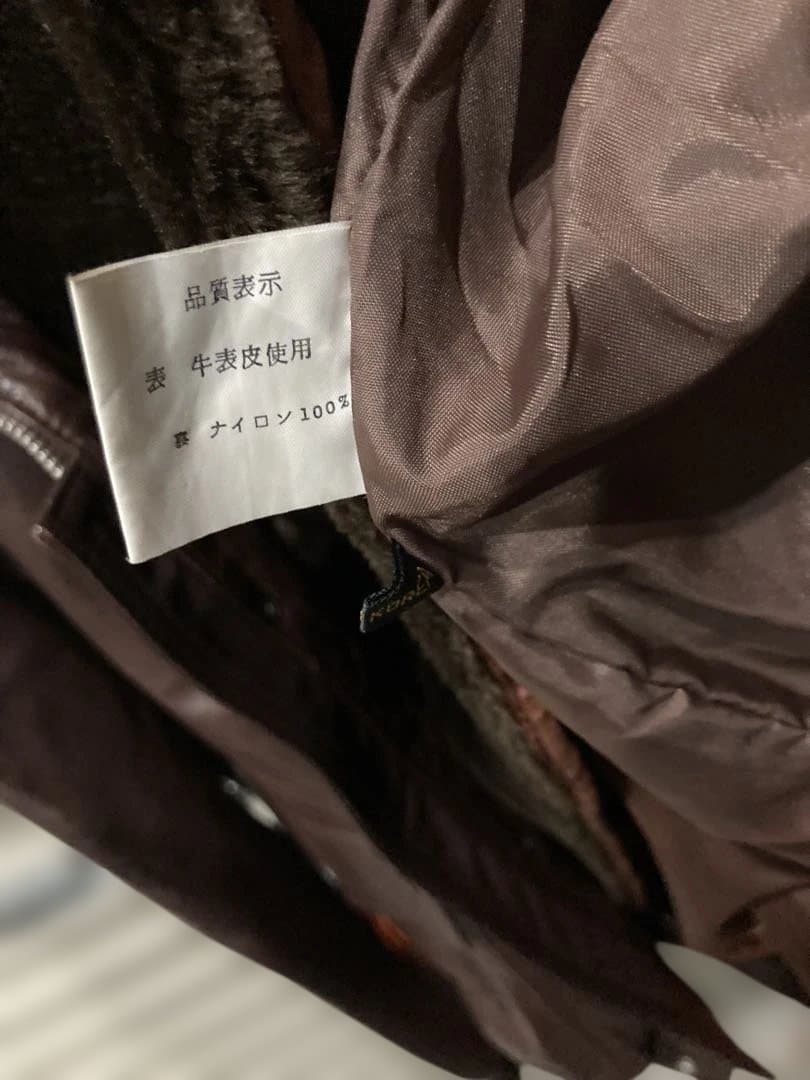 品質表示
表 牛表皮使用
裏 ナイロン100%